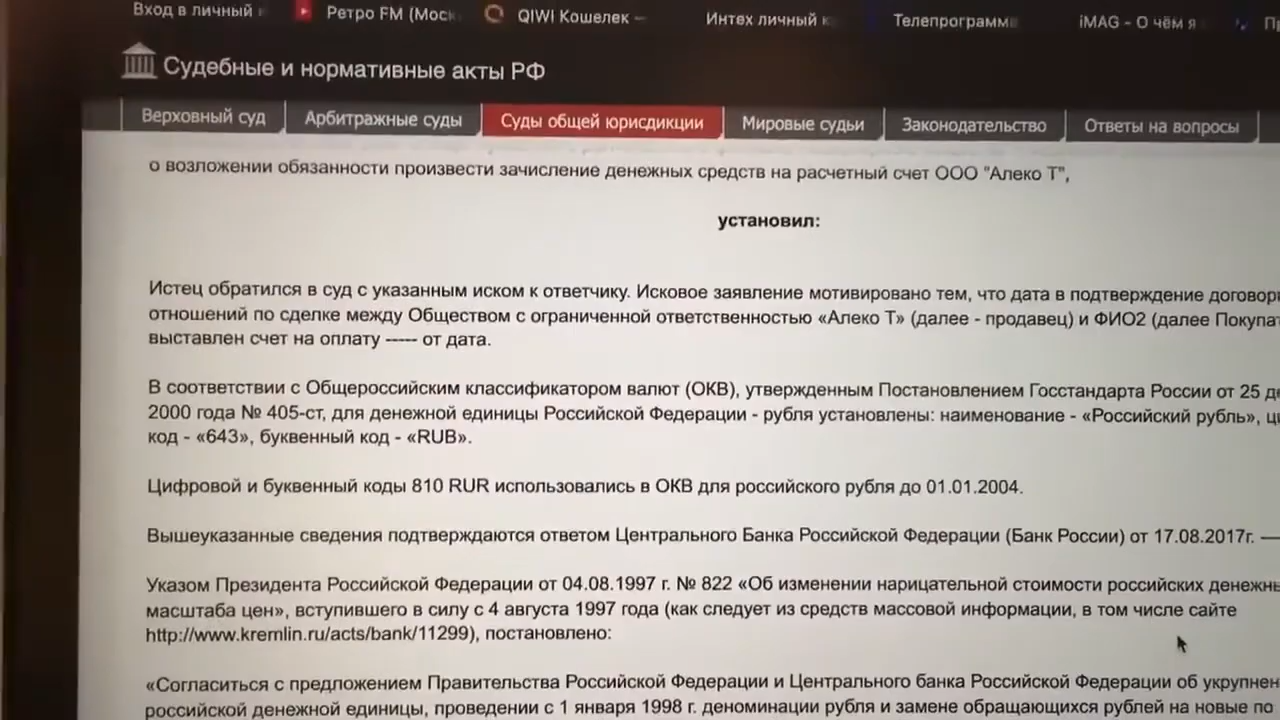 Вход в личный
Ретро FM (Моск
QIWI Кошелек –
Интех личный к
Телепрограмм
iMAG - О чём я
Судебные и нормативные акты РФ
Верховный суд
Арбитражные суды
Суды общей юрисдикции
Мировые судьи
Законодательство
Ответы на вопросы
о возложении обязанности произвести зачисление денежных средств на расчетный счет ООО "Алеко Т",
установил:
Истец обратился в суд с указанным иском к ответчику. Исковое заявление мотивировано тем, что дата в подтверждение договорн
отношений по сделке между Обществом с ограниченной ответственностью «Алеко Т» (далее - продавец) и ФИО2 (далее Покупат
выставлен счет на оплату ----- от дата.
В соответствии с Общероссийским классификатором валют (ОКВ), утвержденным Постановлением Госстандарта России от 25 де
2000 года № 405-ст, для денежной единицы Российской Федерации - рубля установлены: наименование - «Российский рубль», ци
код - «643», буквенный код - «RUB».
Цифровой и буквенный коды 810 RUR использовались в ОКВ для российского рубля до 01.01.2004.
Вышеуказанные сведения подтверждаются ответом Центрального Банка Российской Федерации (Банк России) от 17.08.2017г. —
Указом Президента Российской Федерации от 04.08.1997 г. № 822 «Об изменении нарицательной стоимости российских денежны
масштаба цен», вступившего в силу с 4 августа 1997 года (как следует из средств массовой информации, в том числе сайте
http://www.kremlin.ru/acts/bank/11299), постановлено:
«Согласиться с предложением Правительства Российской Федерации и Центрального банка Российской Федерации об укрупнен
российской денежной единицы, проведении с 1 января 1998 г. деноминации рубля и замене обращающихся рублей на новые по